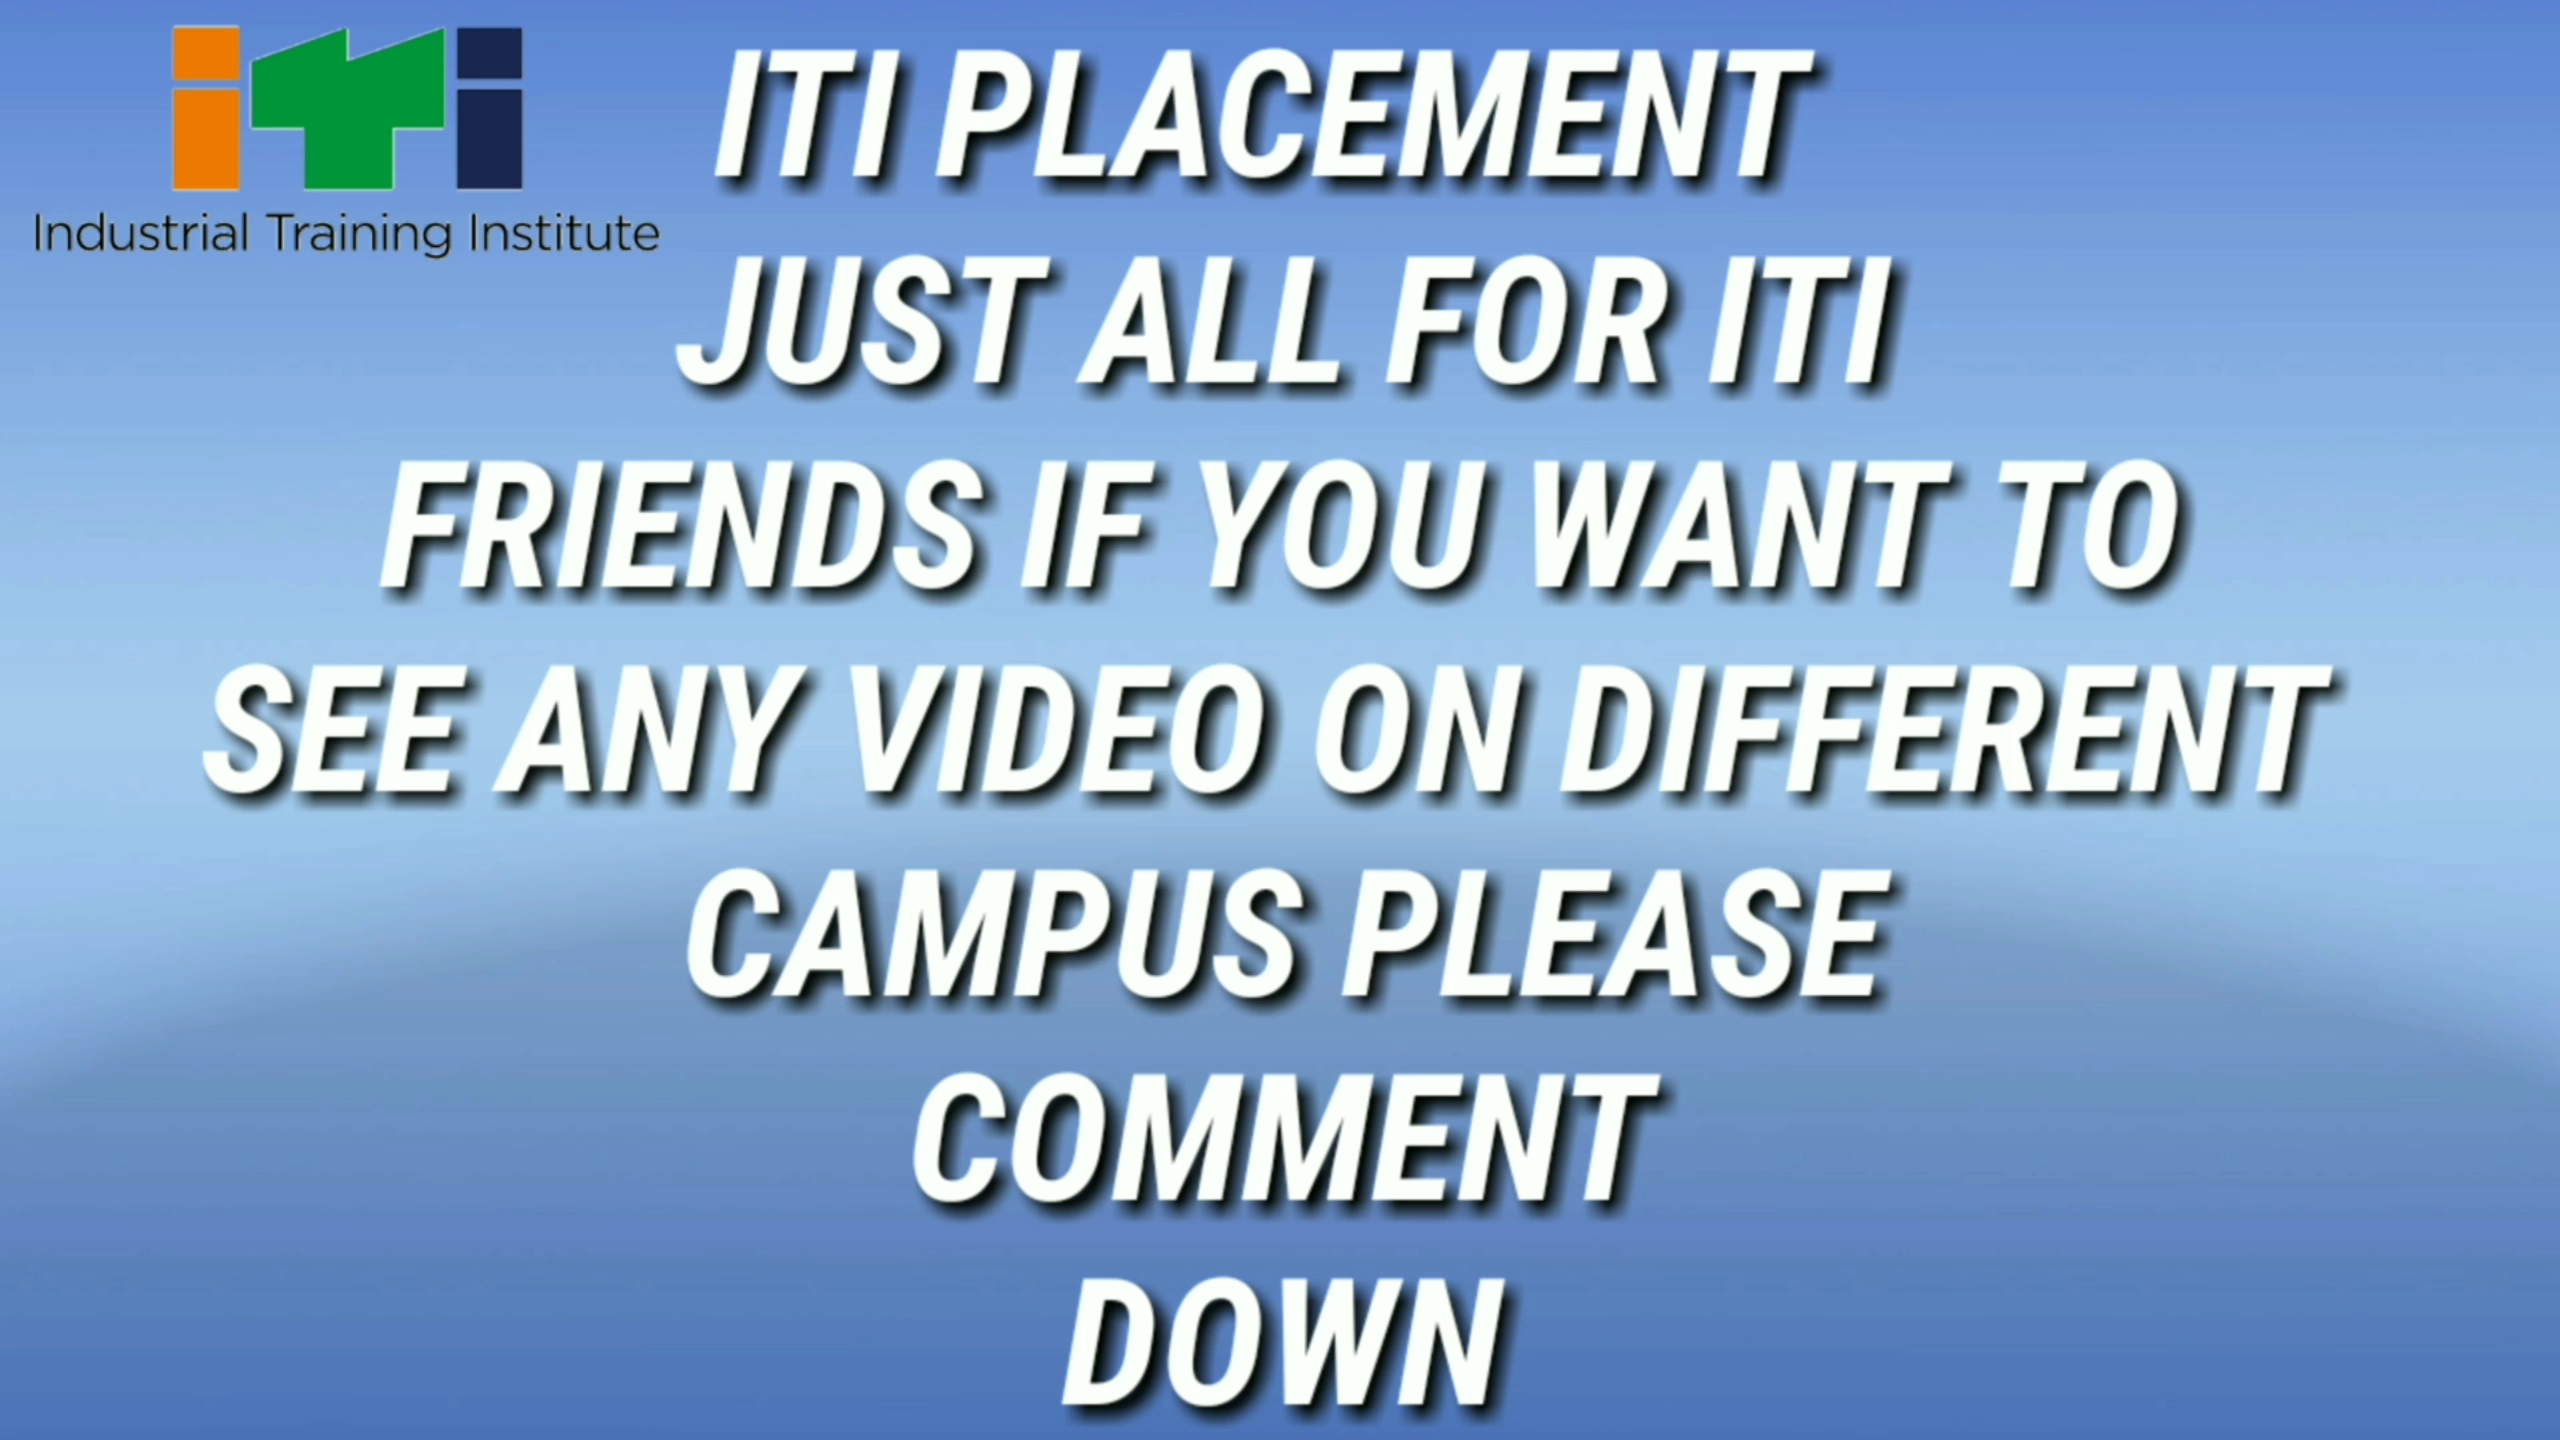 iti
Industrial Training Institute
ITI PLACEMENT
JUST ALL FOR ITI
FRIENDS IF YOU WANT TO
SEE ANY VIDEO ON DIFFERENT
CAMPUS PLEASE
COMMENT
DOWN